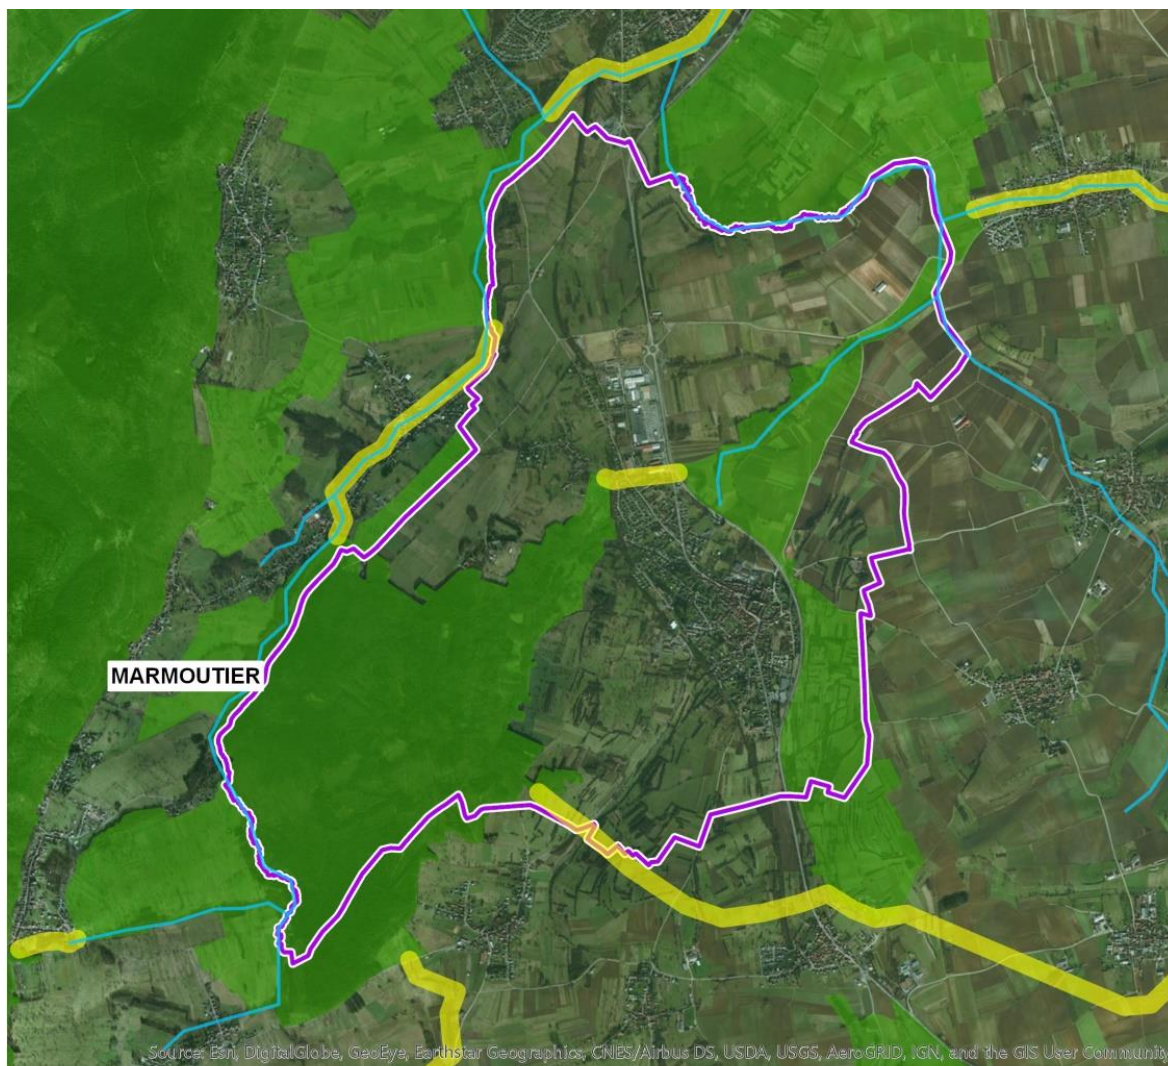 MARMOUTIER
Source: Esri, DigitalGlobe, GeoEye, Earthstar Geographics, CNES/Airbus DS, USDA, USGS, AeroGRID, IGN, and the GIS User Community